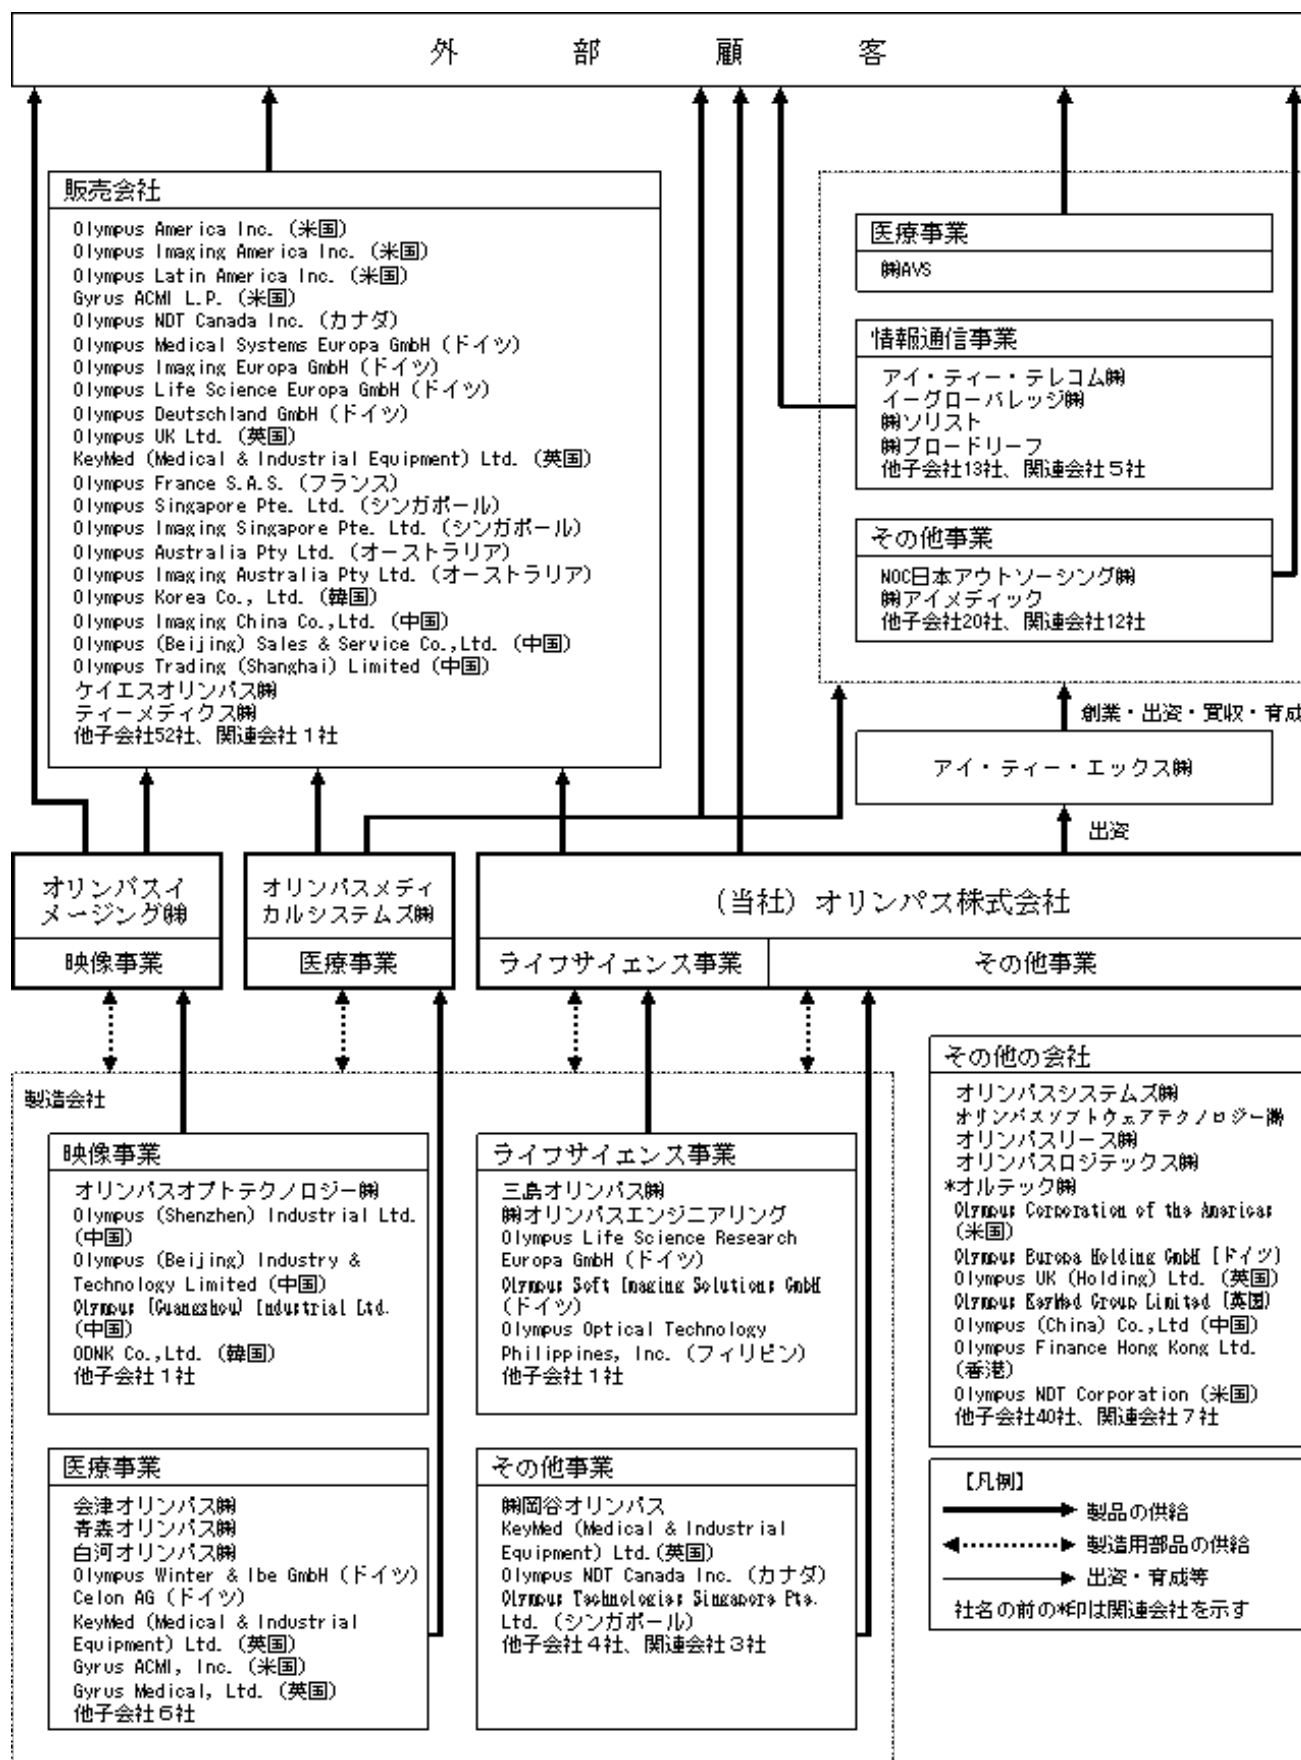 外部顧客
販売会社
Olympus America Inc. (米国)
Olympus Imaging America Inc. (米国)
Olympus Latin America Inc. (米国)
Gyrus ACMI L.P. (米国)
Olympus NDT Canada Inc. (カナダ)
Olympus Medical Systems Europa GmbH (ドイツ)
Olympus Imaging Europa GmbH (ドイツ)
Olympus Life Science Europa GmbH (ドイツ)
Olympus Deutschland GmbH (ドイツ)
Olympus UK Ltd. (英国)
KeyMed (Medical & Industrial Equipment) Ltd. (英国)
Olympus France S.A.S. (フランス)
Olympus Singapore Pte. Ltd. (シンガポール)
Olympus Imaging Singapore Pte. Ltd. (シンガポール)
Olympus Australia Pty Ltd. (オーストラリア)
Olympus Imaging Australia Pty Ltd. (オーストラリア)
Olympus Korea Co., Ltd. (韓国)
Olympus Imaging China Co.,Ltd. (中国)
Olympus (Beijing) Sales & Service Co.,Ltd. (中国)
Olympus Trading (Shanghai) Limited (中国)
ケイエスオリンパス㈱
ティーメディクス㈱
他子会社52社、関連会社1社
医療事業
㈱AVS
情報通信事業
アイ・ティー・テレコム㈱
イーグローバレッジ㈱
㈱ソリスト
㈱ブロードリーフ
他子会社13社、関連会社5社
その他事業
NOC日本アウトソーシング㈱
㈱アイメディック
他子会社20社、関連会社12社
創業・出資・買収・育成
アイ・ティー・エックス㈱
出資
オリンパスイ
メージング㈱
映像事業
オリンパスメディ
カルシステムズ㈱
医療事業
(当社) オリンパス株式会社
ライフサイエンス事業
その他事業
製造会社
映像事業
オリンパスオプトテクノロジー㈱
Olympus (Shenzhen) Industrial Ltd.
(中国)
Olympus (Beijing) Industry &
Technology Limited (中国)
Olympus (Guangzhou) Industrial Ltd.
(中国)
ODNK Co.,Ltd. (韓国)
他子会社1社
ライフサイエンス事業
三島オリンパス㈱
㈱オリンパスエンジニアリング
Olympus Life Science Research
Europa GmbH (ドイツ)
Olympus Soft Imaging Solutions GmbH
(ドイツ)
Olympus Optical Technology
Philippines, Inc. (フィリピン)
他子会社1社
医療事業
会津オリンパス㈱
青森オリンパス㈱
白河オリンパス㈱
Olympus Winter & Ibe GmbH (ドイツ)
Celon AG (ドイツ)
KeyMed (Medical & Industrial
Equipment) Ltd. (英国)
Gyrus ACMI, Inc. (米国)
Gyrus Medical, Ltd. (英国)
他子会社6社
その他事業
㈱岡谷オリンパス
KeyMed (Medical & Industrial
Equipment) Ltd.(英国)
Olympus NDT Canada Inc. (カナダ)
Olympus Technologies Singapore Pte.
Ltd. (シンガポール)
他子会社4社、関連会社3社
その他の会社
オリンパスシステムズ㈱
オリンパスソフトウェアテクノロジー㈱
オリンパスリース㈱
オリンパスロジテックス㈱
*オルテック㈱
Olympus Corporation of the Americas
(米国)
Olympus Europa Holding GmbH (ドイツ)
Olympus UK (Holding) Ltd. (英国)
Olympus KeyMed Group Limited (英国)
Olympus (China) Co.,Ltd (中国)
Olympus Finance Hong Kong Ltd.
(香港)
Olympus NDT Corporation (米国)
他子会社40社、関連会社7社
【凡例】
製品の供給
製造用部品の供給
出資・育成等
社名の前の*印は関連会社を示す